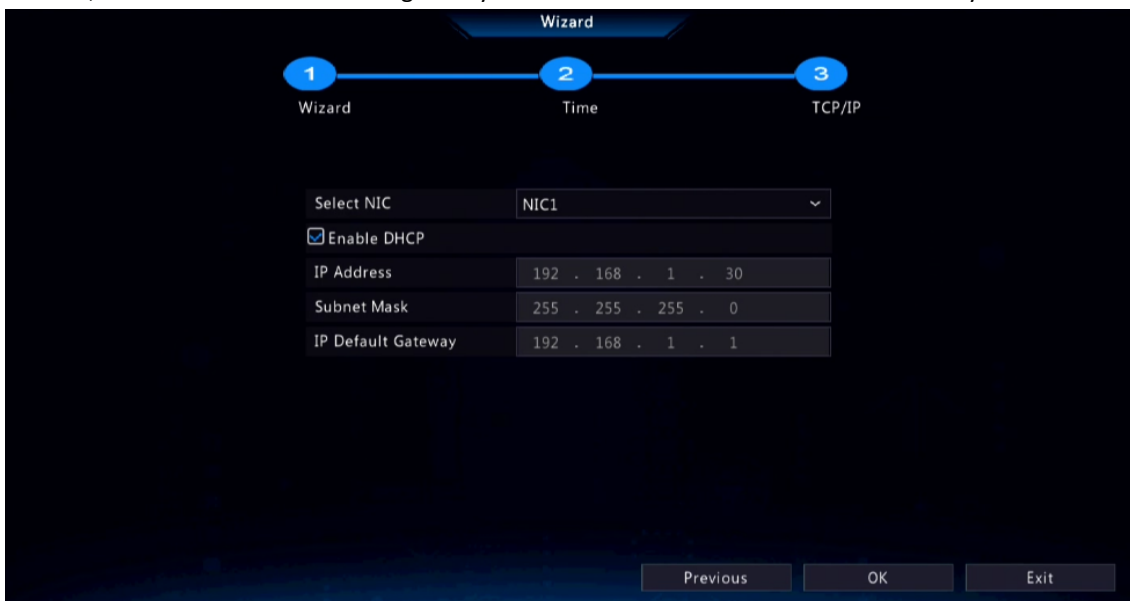 Wizard
1 2 3
Wizard Time TCP/IP
Select NIC NIC1
Enable DHCP
IP Address 192 . 168 . 1 . 30
Subnet Mask 255 . 255 . 255 . 0
IP Default Gateway 192 . 168 . 1 . 1
Previous OK Exit